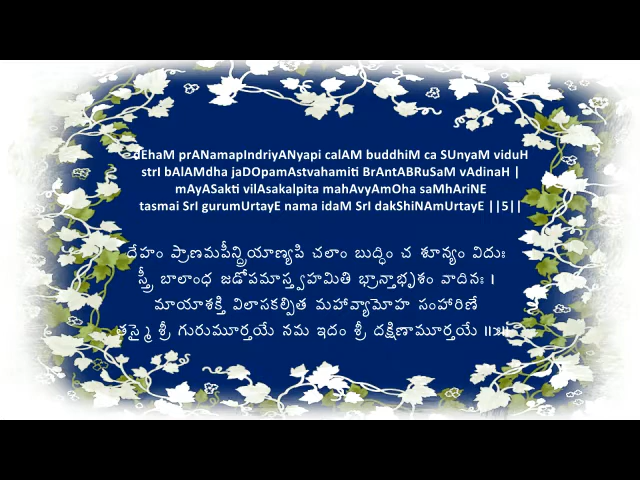 dEhaM prANamapIndriyANyapi calAM buddhiM ca SUnyaM viduH
strI bAlAMdha jaDOpamAstvahamiti BrAntABRuSaM vAdinaH |
mAyASakti vilAsakalpita mahAvyAmOha saMhAriNE
tasmai SrI gurumUrtayE nama idaM SrI dakShiNAmUrtayE ||5||
దేహం ప్రాణమపీన్ద్రియాణ్యపి చలాం బుద్ధిం చ శూన్యం విదుః
స్త్రీ బాలాంధ జడోపమాస్త్వహమితి భ్రాన్తాభృశం వాదినః ।
మాయాశక్తి విలాసకల్పిత మహావ్యామోహ సంహారిణే
తస్మై శ్రీ గురుమూర్తయే నమ ఇదం శ్రీ దక్షిణామూర్తయే ॥